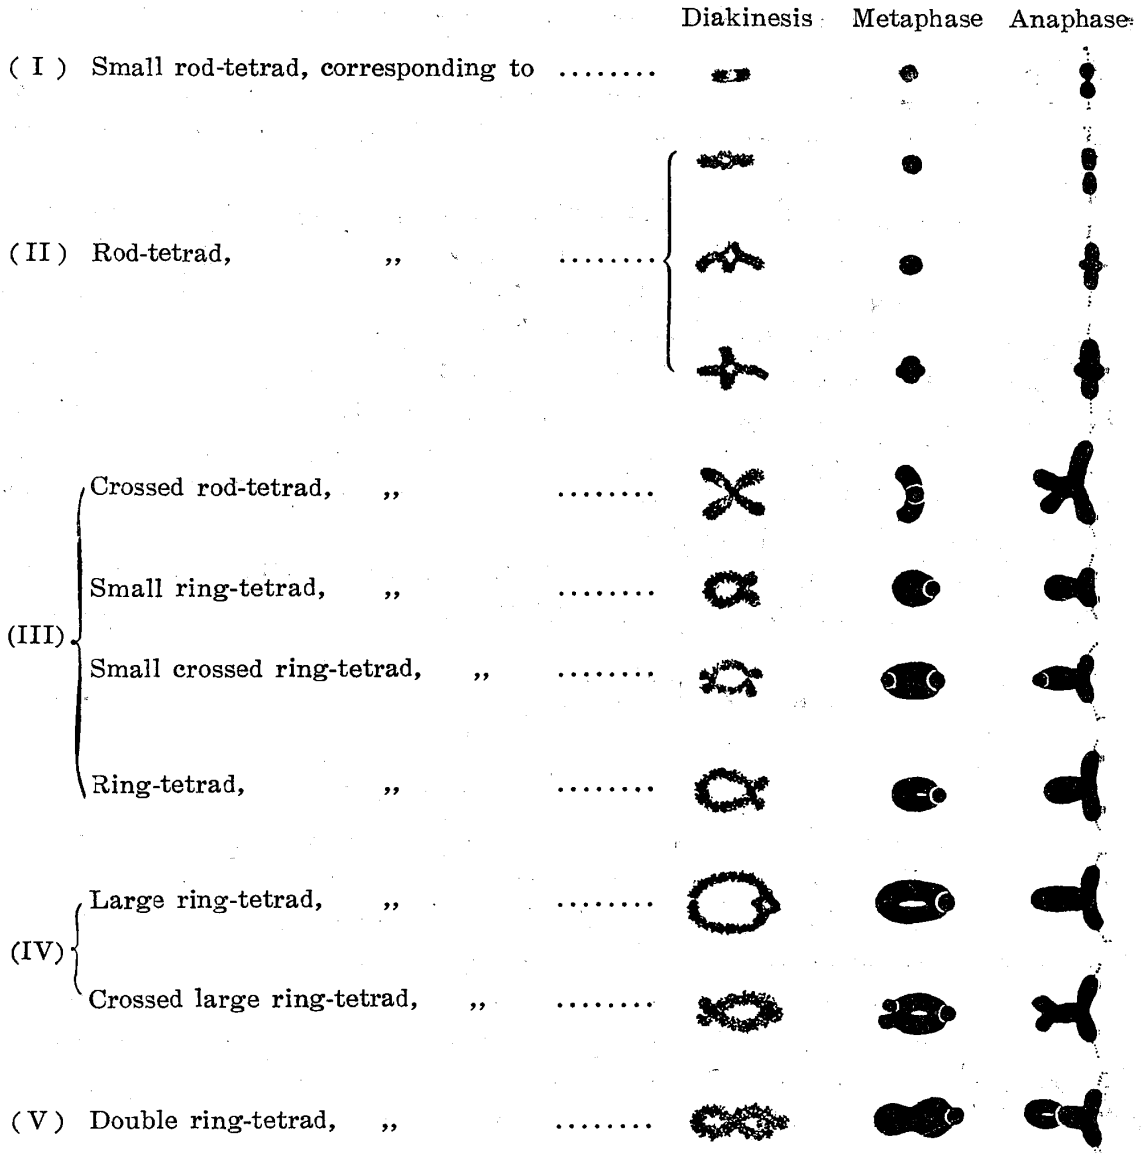 Diakinesis Metaphase Anaphase
( I ) Small rod-tetrad, corresponding to ........
(II) Rod-tetrad, ,, ........
Crossed rod-tetrad, ,, ........
Small ring-tetrad, ,, ........
(III)
Small crossed ring-tetrad, ,, ........
Ring-tetrad, ,, ........
Large ring-tetrad, ,, ........
(IV)
Crossed large ring-tetrad, ,, ........
(V) Double ring-tetrad, ,, ........